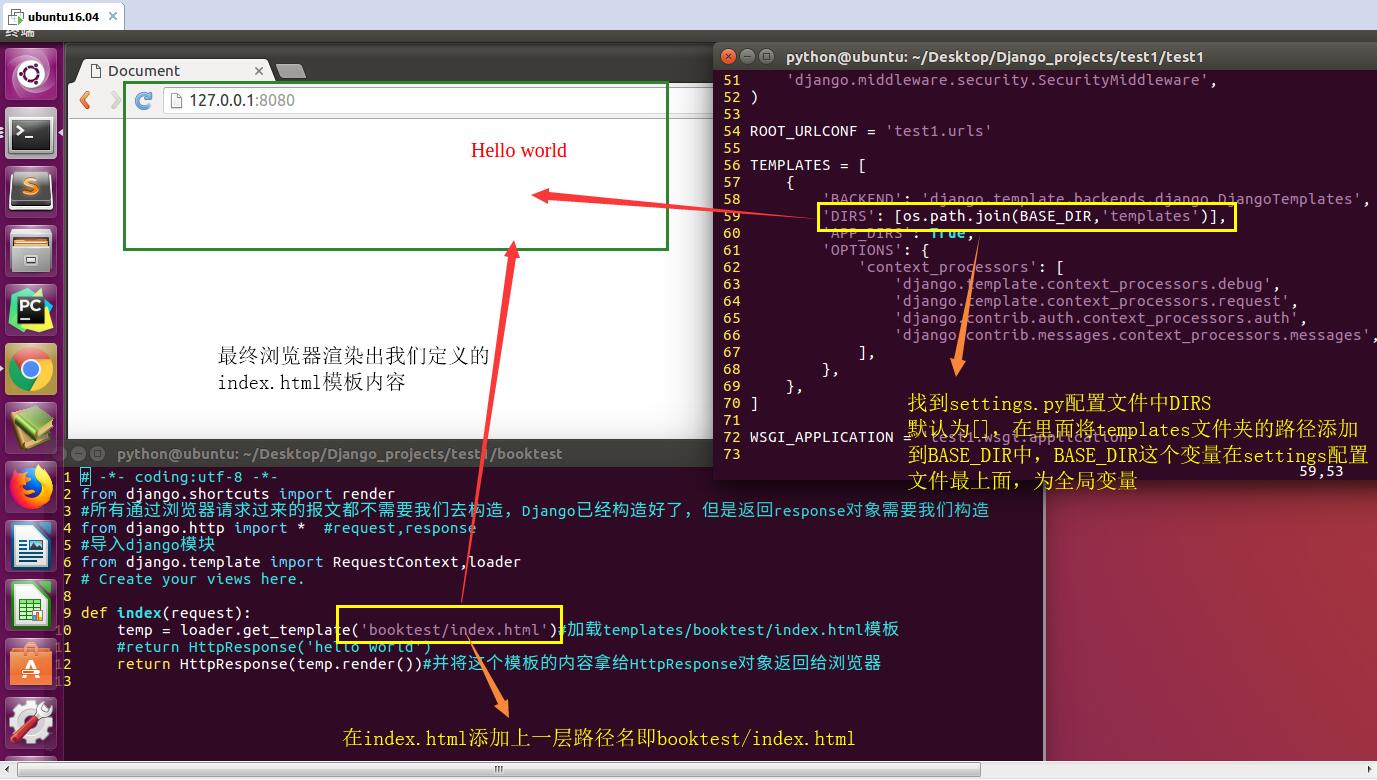 ubuntu16.04
终端
Document
127.0.0.1:8080
Hello world
最终浏览器渲染出我们定义的
index.html模板内容
python@ubuntu: ~/Desktop/Django_projects/test1/test1
51 'django.middleware.security.SecurityMiddleware',
52 )
53
54 ROOT_URLCONF = 'test1.urls'
55
56 TEMPLATES = [
57 {
58 'BACKEND': 'django.template.backends.django.DjangoTemplates',
59 'DIRS': [os.path.join(BASE_DIR,'templates')],
60 'APP_DIRS': True,
61 'OPTIONS': {
62 'context_processors': [
63 'django.template.context_processors.debug',
64 'django.template.context_processors.request',
65 'django.contrib.auth.context_processors.auth',
66 'django.contrib.messages.context_processors.messages',
67 ],
68 },
69 },
70 ]
71
72 WSGI_APPLICATION = 'test1.wsgi.application'
73
59,53
找到settings.py配置文件中DIRS
默认为[], 在里面将templates文件夹的路径添加
到BASE_DIR中, BASE_DIR这个变量在settings配置
文件最上面, 为全局变量
python@ubuntu: ~/Desktop/Django_projects/test1/booktest
1 # -*- coding:utf-8 -*-
2 from django.shortcuts import render
3 #所有通过浏览器请求过来的报文都不需要我们去构造，Django已经构造好了，但是返回response对象需要我们构造
4 from django.http import * #request,response
5 #导入django模块
6 from django.template import RequestContext,loader
7 # Create your views here.
8
9 def index(request):
10 temp = loader.get_template('booktest/index.html')#加载templates/booktest/index.html模板
11 #return HttpResponse('hello world')
12 return HttpResponse(temp.render())#并将这个模板的内容拿给HttpResponse对象返回给浏览器
13
在index.html添加上一层路径名即booktest/index.html